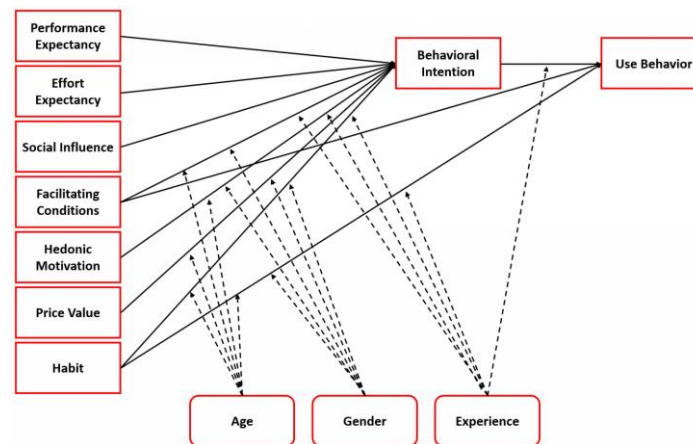 Performance
Expectancy
Effort
Expectancy
Social Influence
Facilitating
Conditions
Hedonic
Motivation
Price Value
Habit
Behavioral
Intention
Use Behavior
Age
Gender
Experience